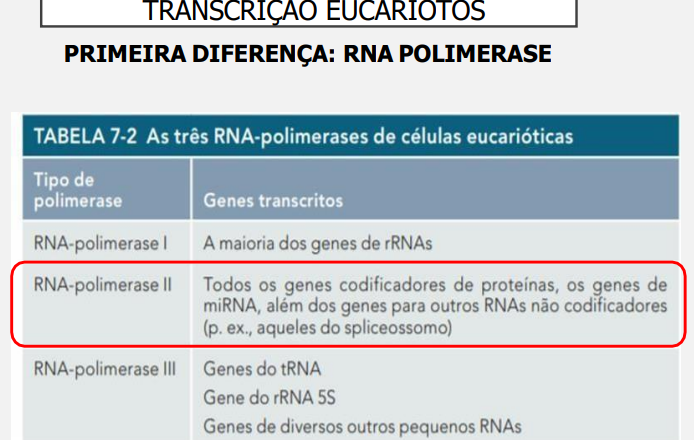 TRANSCRIÇÃO EUCARIOTOS
PRIMEIRA DIFERENÇA: RNA POLIMERASE
TABELA 7-2 As três RNA-polimerases de células eucarióticas
Tipo de
polimerase
Genes transcritos
RNA-polimerase I
A maioria dos genes de rRNAs
RNA-polimerase II
Todos os genes codificadores de proteínas, os genes de
miRNA, além dos genes para outros RNAs não codificadores
(p. ex., aqueles do spliceossomo)
RNA-polimerase III
Genes do tRNA
Gene do rRNA 5S
Genes de diversos outros pequenos RNAs